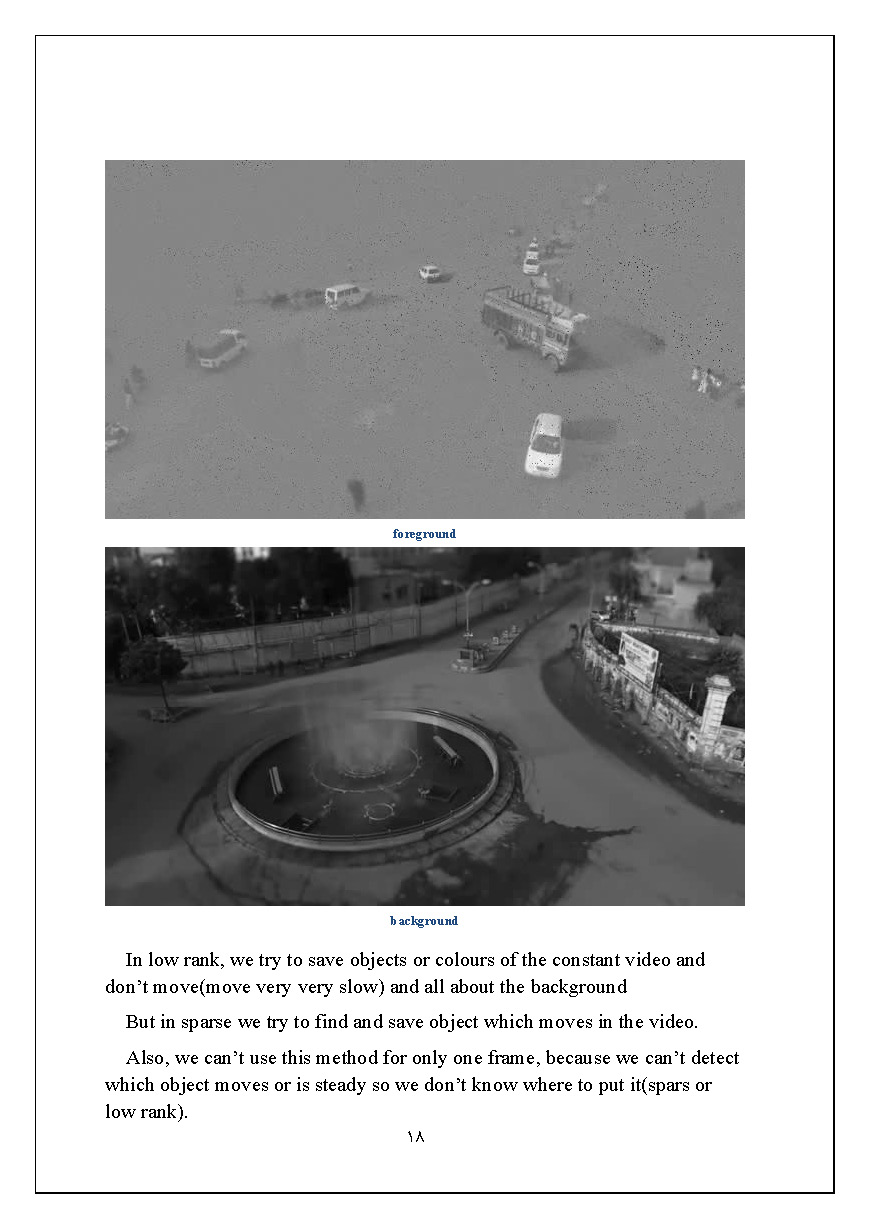 foreground
background
In low rank, we try to save objects or colours of the constant video and
don’t move(move very very slow) and all about the background
But in sparse we try to find and save object which moves in the video.
Also, we can’t use this method for only one frame, because we can’t detect
which object moves or is steady so we don’t know where to put it(spars or
low rank).
١٨